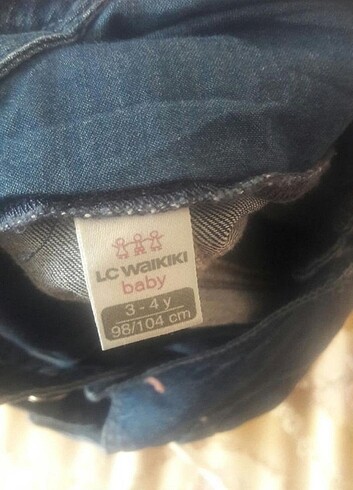 LC WAIKIKI
baby
3 - 4 y
98/104 cm